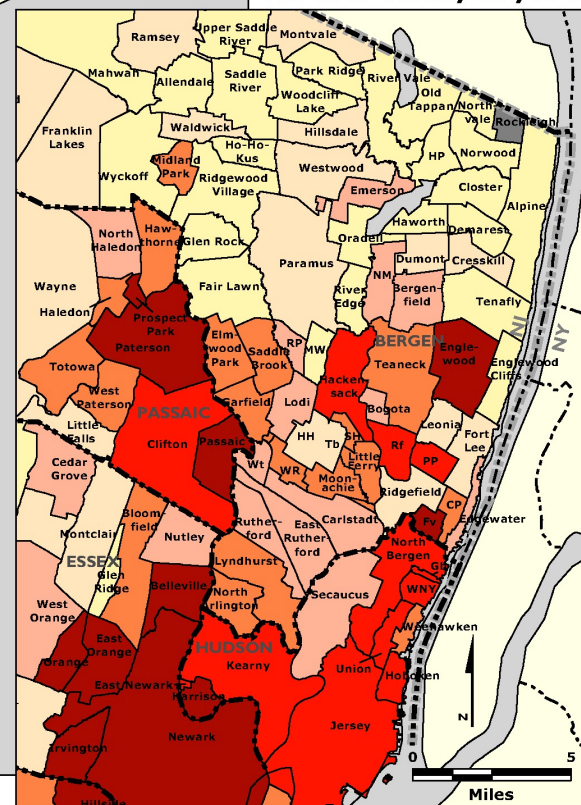 Ramsey
Upper Saddle
River
Montvale
Mahwah
Allendale
Saddle
River
Park Ridge
River Vale
Woodcliff
Lake
Old
Tappan
North-
vale
Rockleigh
Franklin
Lakes
Waldwick
Hillsdale
Ho-Ho-
Kus
HP
Norwood
Midland
Park
Westwood
Wyckoff
Ridgewood
Village
Emerson
Closter
Alpine
North
Haledon
Haw-
thorne
Glen Rock
Oradell
Haworth
Demarest
Paramus
Dumont
Cresskill
Wayne
Fair Lawn
River
Edge
NM
Bergen-
field
Tenafly
Haledon
Prospect
Park
Paterson
Elm-
wood
Park
Saddle
Brook
RP
MW
BERGEN
Teaneck
Engle-
wood
Englewood
Cliffs
NJ
NY
Totowa
Hacken
sack
West
Paterson
PASSAIC
Garfield
Lodi
Bogota
Leonia
Fort
Lee
Little
Falls
Clifton
Passaic
HH
Tb
SH
Rf
Little
Ferry
PP
Cedar
Grove
Wt
WR
Moon-
achie
Ridgefield
Bloom-
field
CP
Edgewater
Fv
Montclair
Nutley
Ruther-
ford
East
Ruther
ford
Carlstadt
North
Bergen
ESSEX
Glen
Ridge
Belleville
Lyndhurst
Gb
West
Orange
North
Arlington
Secaucus
WNY
Weehawken
East
Orange
Orange
HUDSON
Kearny
Union
Hoboken
East Newark
Harrison
Irvington
Newark
Jersey
N
0
5
Miles
Hillside